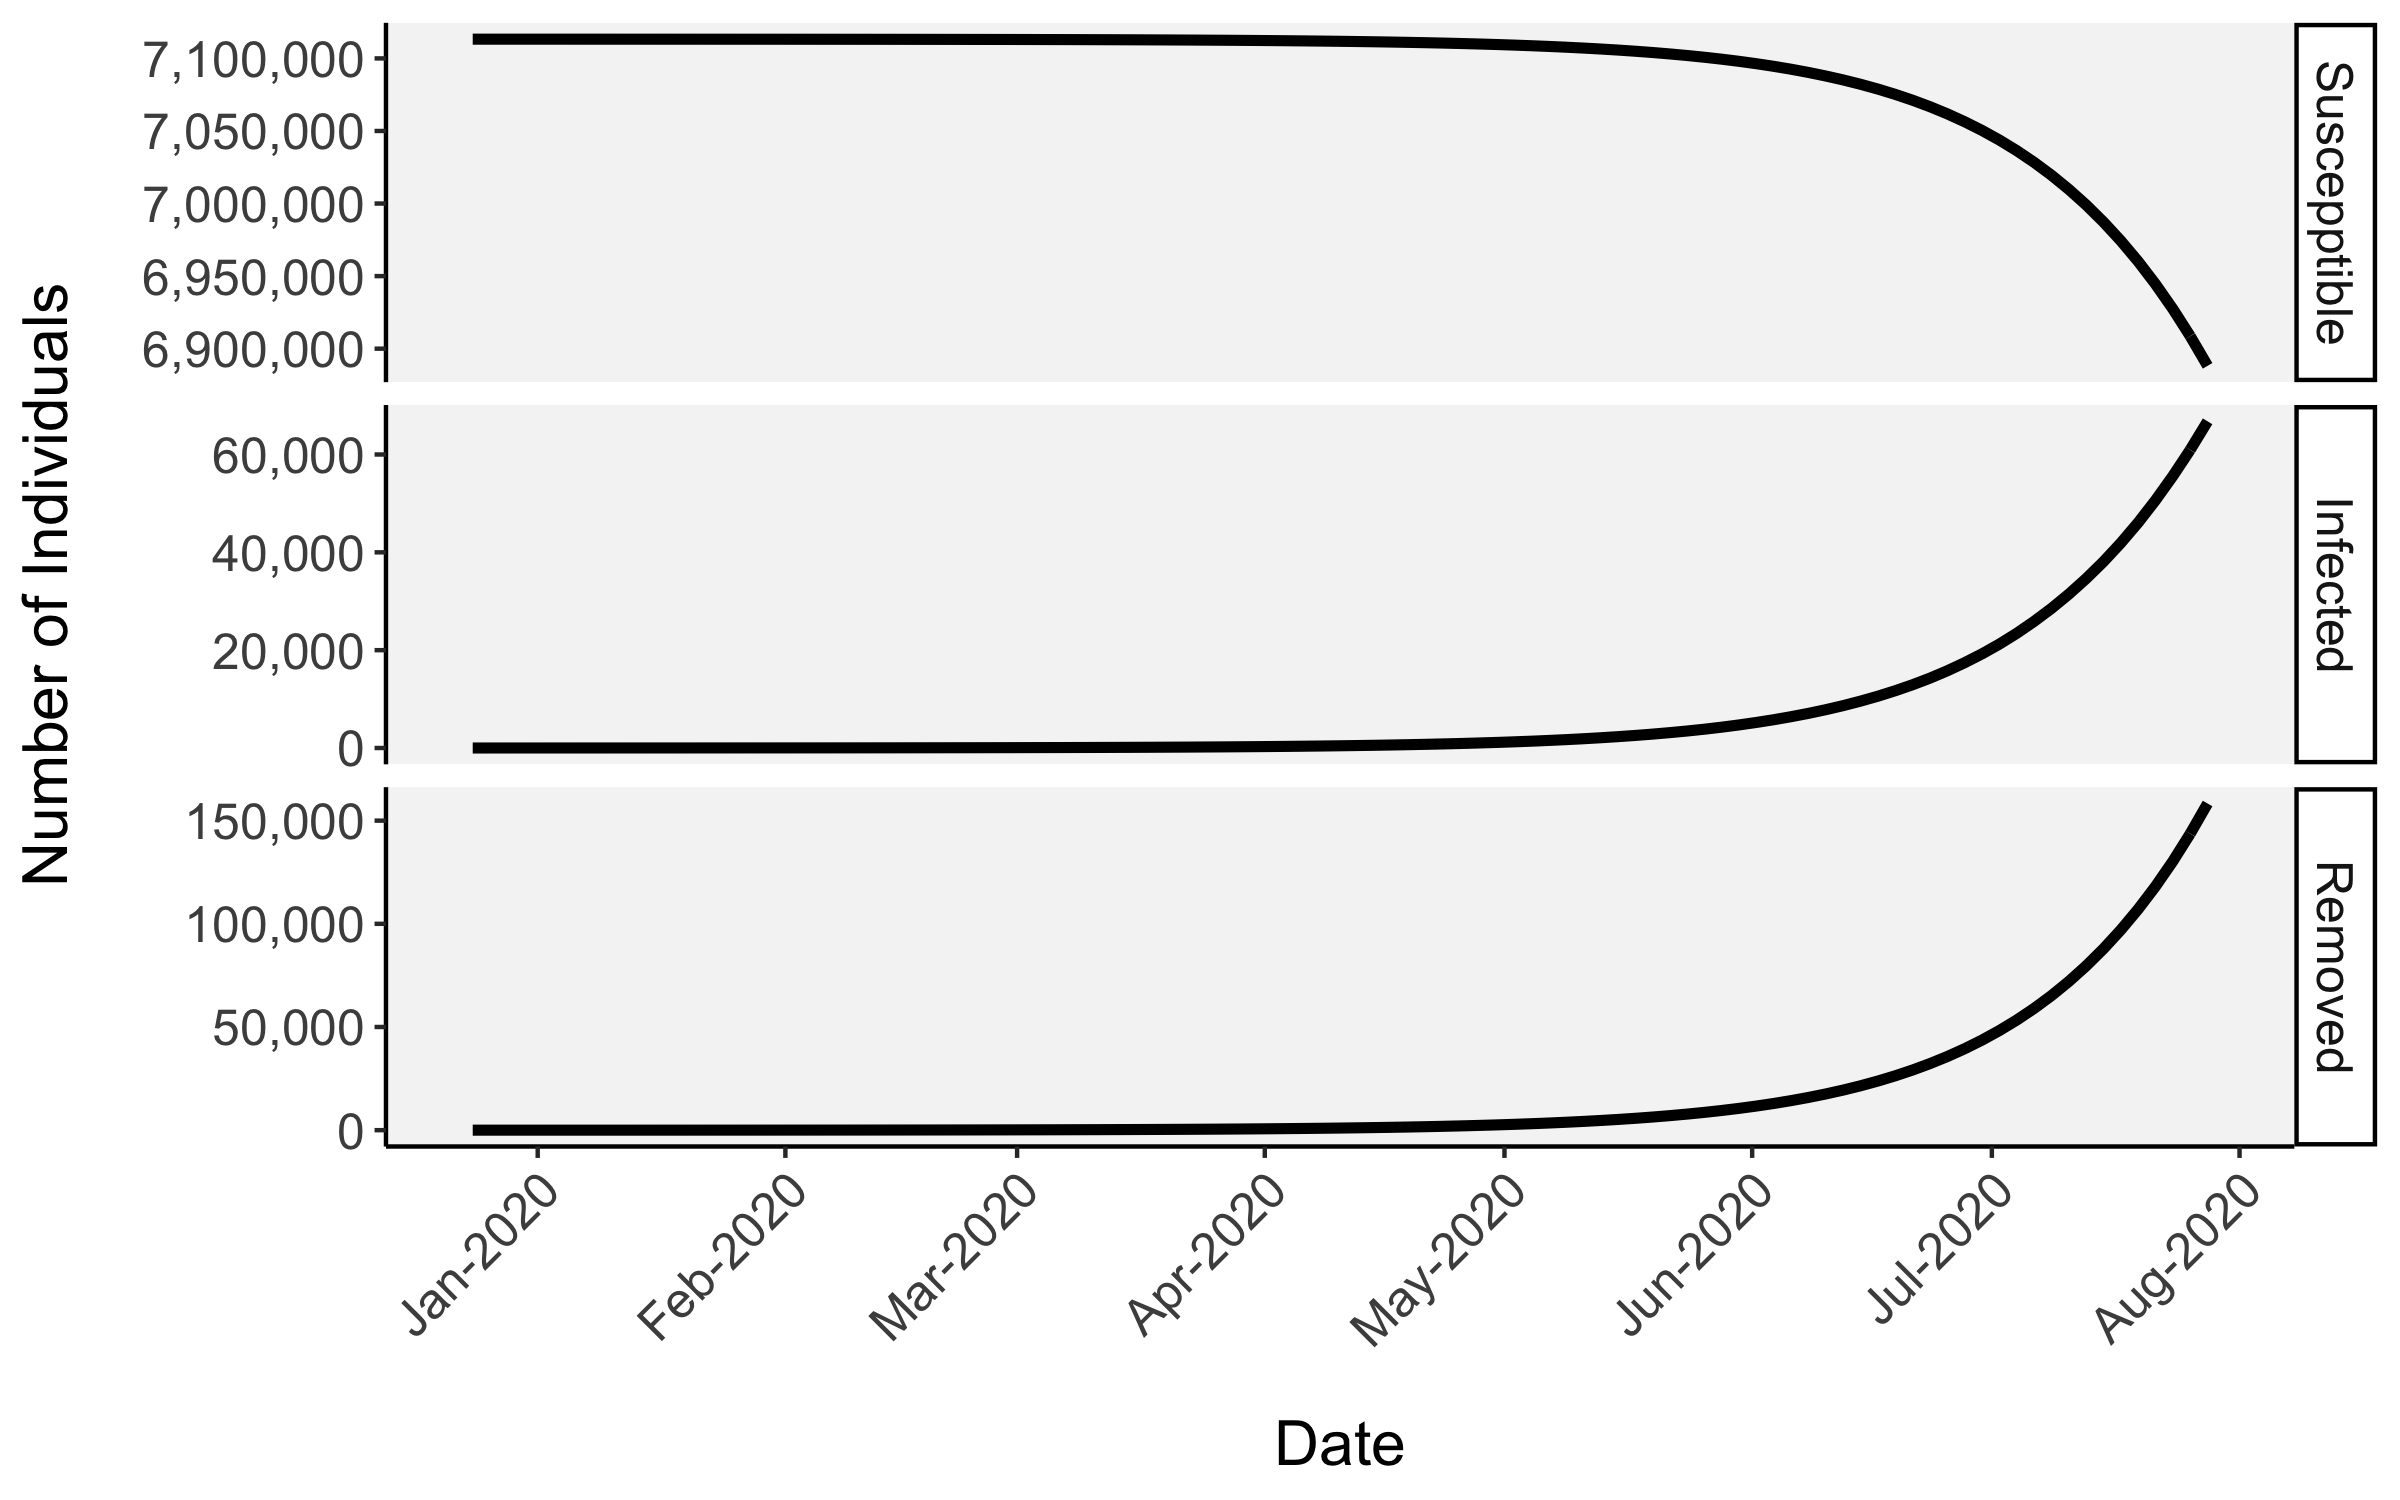 Number of Individuals
7,100,000
7,050,000
7,000,000
6,950,000
6,900,000
Suscepptible
60,000
40,000
20,000
0
Infected
150,000
100,000
50,000
0
Removed
Jan-2020
Feb-2020
Mar-2020
Apr-2020
May-2020
Jun-2020
Jul-2020
Aug-2020
Date